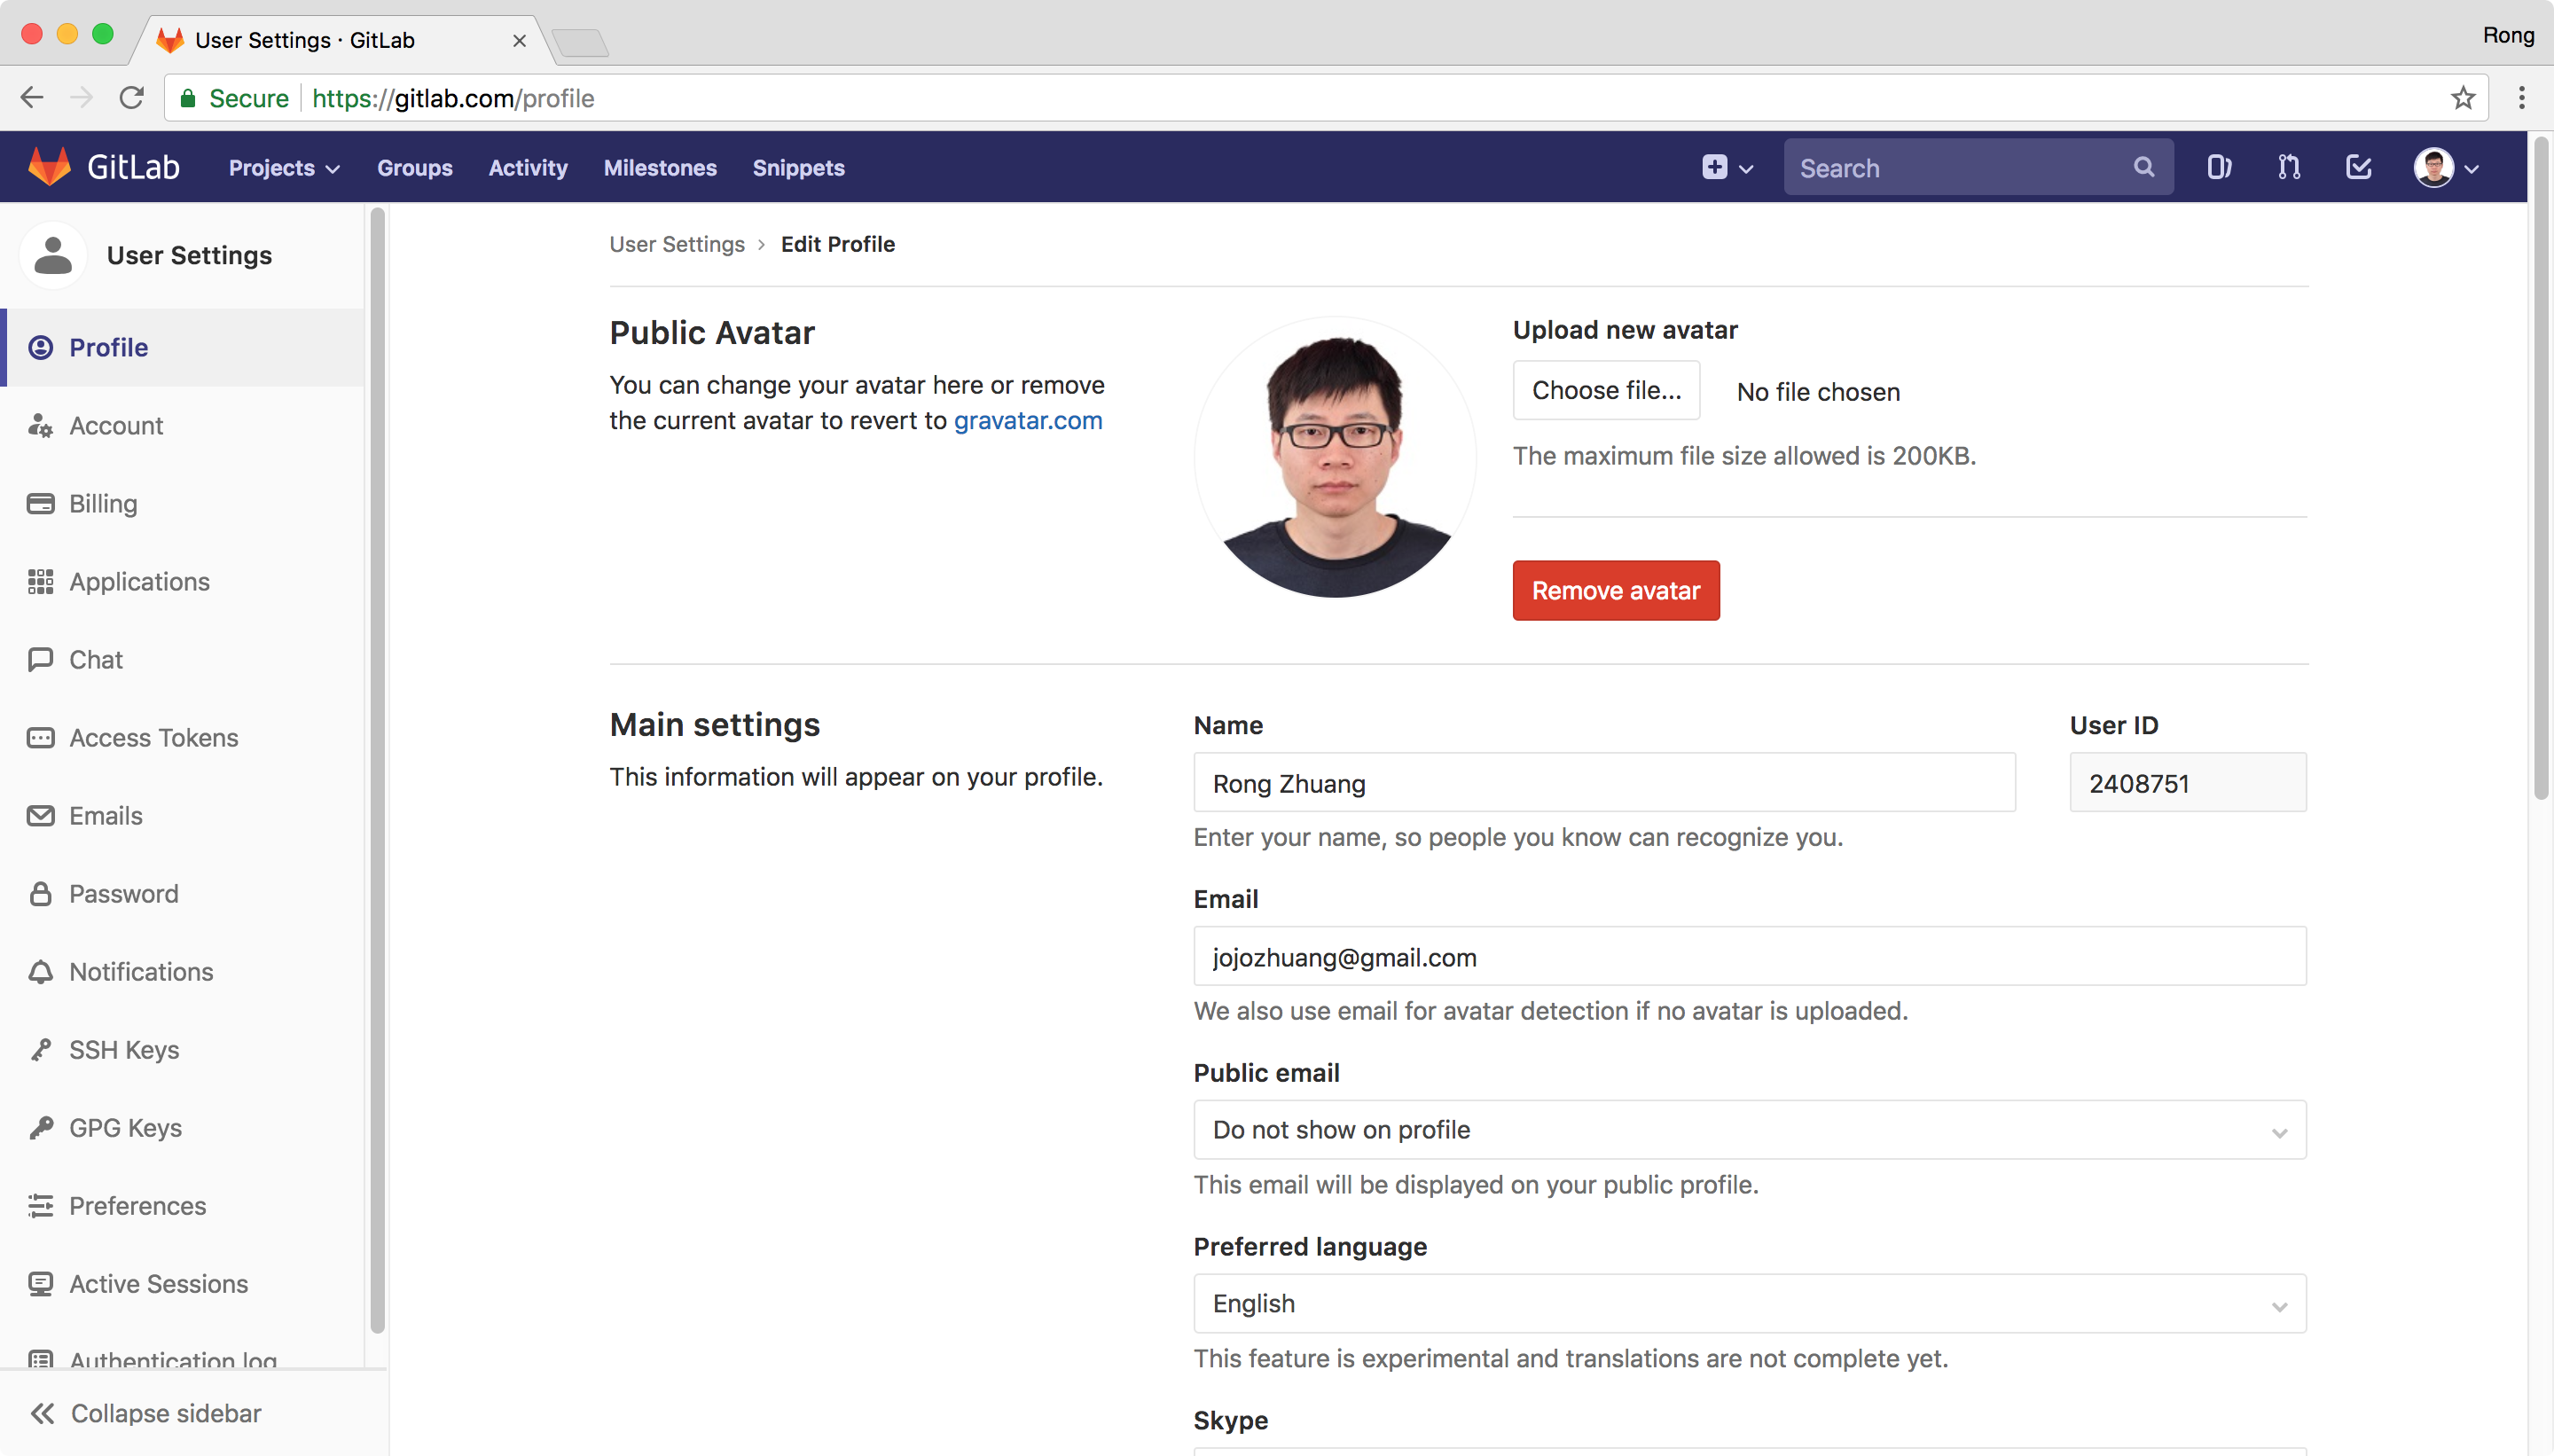 User Settings · GitLab
Rong
Secure
https://gitlab.com/profile
GitLab
Projects
Groups
Activity
Milestones
Snippets
Search
User Settings
Profile
Account
Billing
Applications
Chat
Access Tokens
Emails
Password
Notifications
SSH Keys
GPG Keys
Preferences
Active Sessions
Authentication log
Collapse sidebar
User Settings › Edit Profile
Public Avatar
You can change your avatar here or remove
the current avatar to revert to gravatar.com
Upload new avatar
Choose file...
No file chosen
The maximum file size allowed is 200KB.
Remove avatar
Main settings
This information will appear on your profile.
Name
Rong Zhuang
Enter your name, so people you know can recognize you.
User ID
2408751
Email
jojozhuang@gmail.com
We also use email for avatar detection if no avatar is uploaded.
Public email
Do not show on profile
This email will be displayed on your public profile.
Preferred language
English
This feature is experimental and translations are not complete yet.
Skype